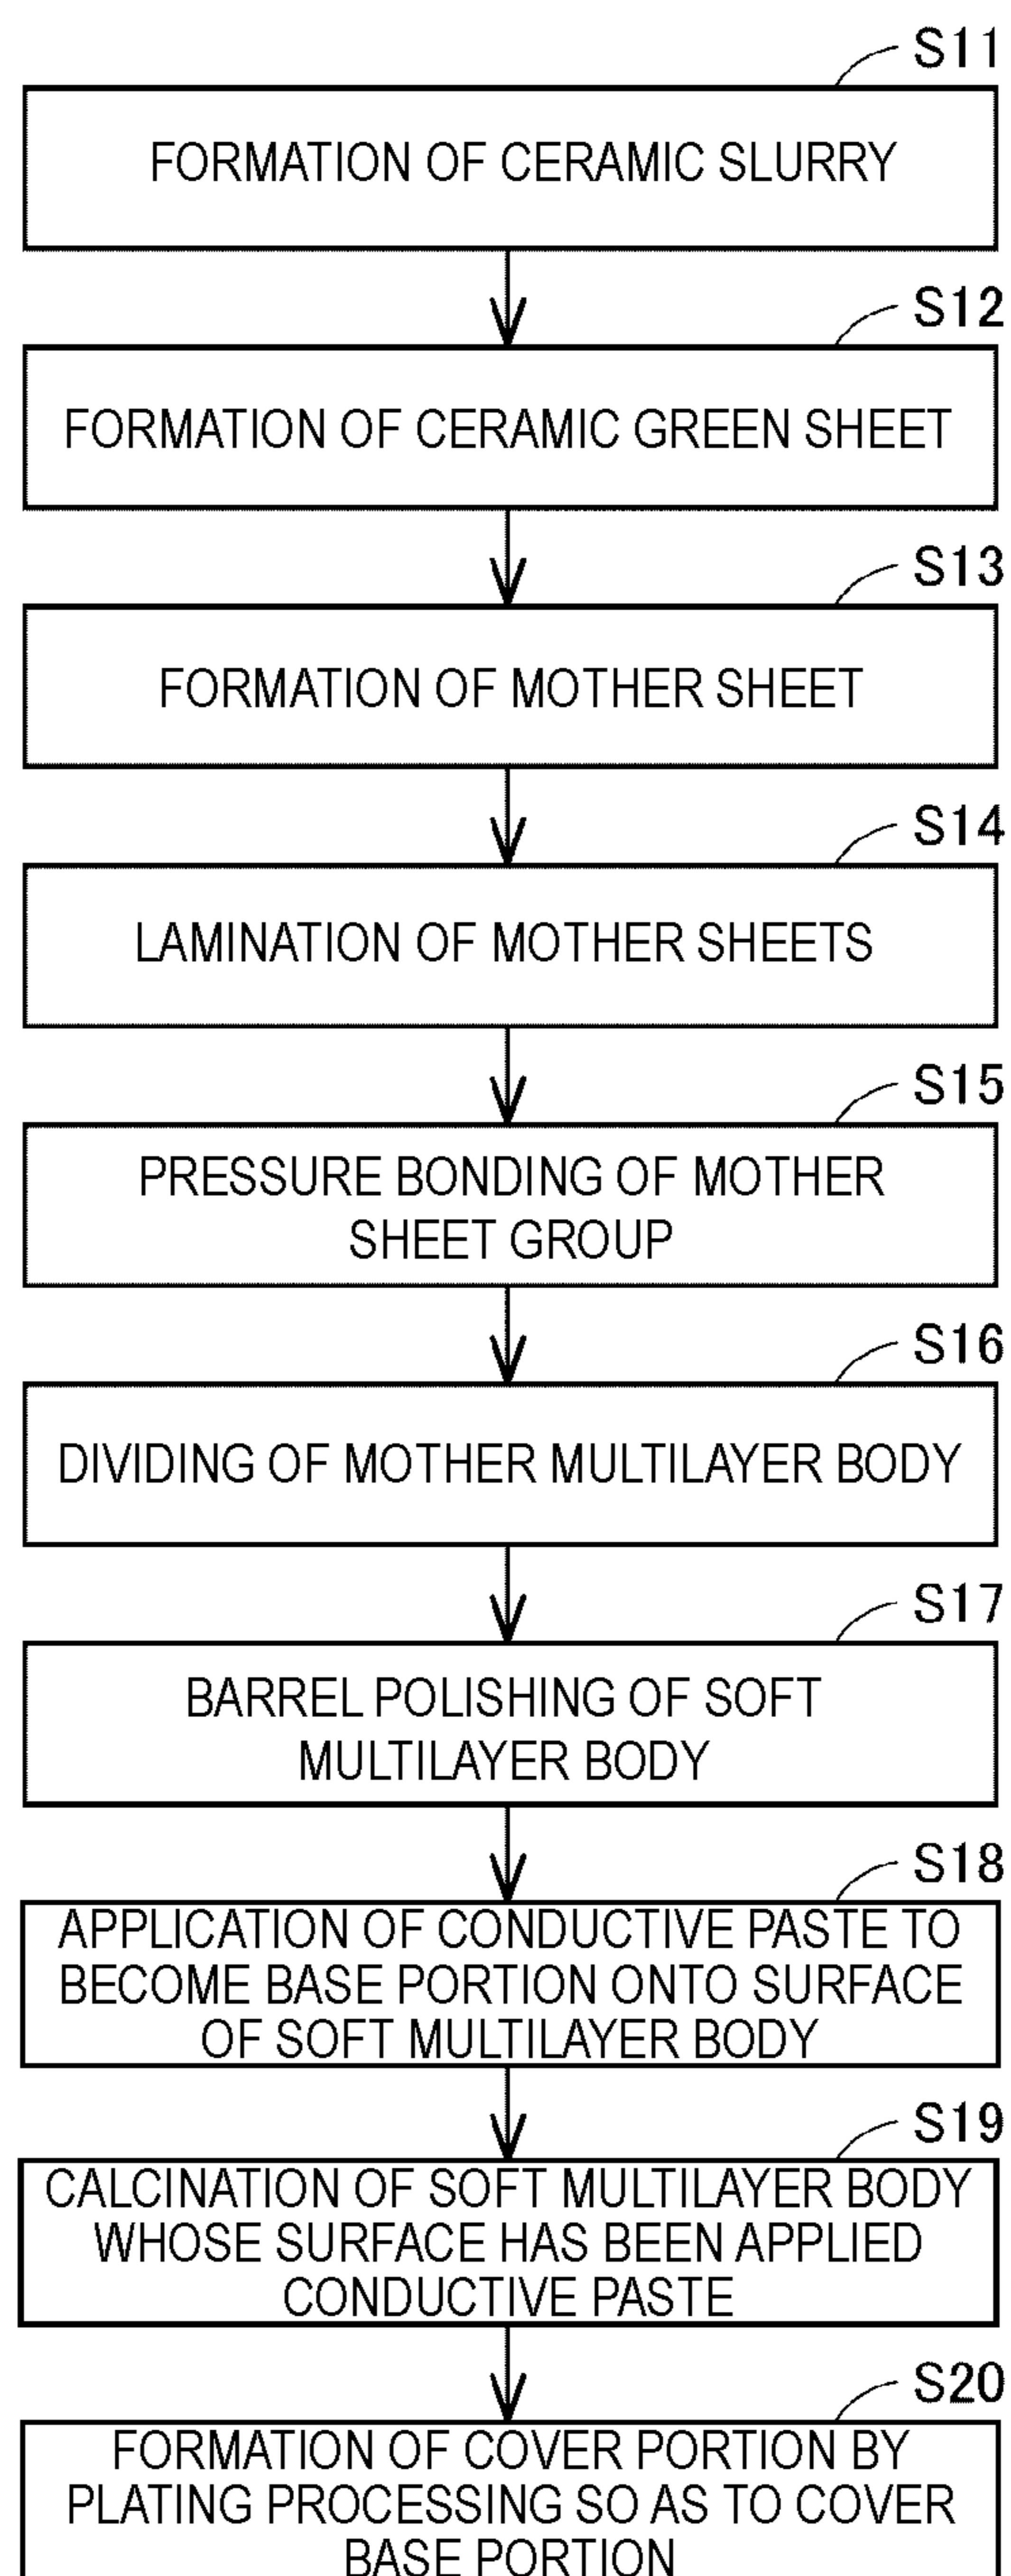 S11
FORMATION OF CERAMIC SLURRY
S12
FORMATION OF CERAMIC GREEN SHEET
S13
FORMATION OF MOTHER SHEET
S14
LAMINATION OF MOTHER SHEETS
S15
PRESSURE BONDING OF MOTHER
SHEET GROUP
S16
DIVIDING OF MOTHER MULTILAYER BODY
S17
BARREL POLISHING OF SOFT
MULTILAYER BODY
S18
APPLICATION OF CONDUCTIVE PASTE TO
BECOME BASE PORTION ONTO SURFACE
OF SOFT MULTILAYER BODY
S19
CALCINATION OF SOFT MULTILAYER BODY
WHOSE SURFACE HAS BEEN APPLIED
CONDUCTIVE PASTE
S20
FORMATION OF COVER PORTION BY
PLATING PROCESSING SO AS TO COVER
BASE PORTION